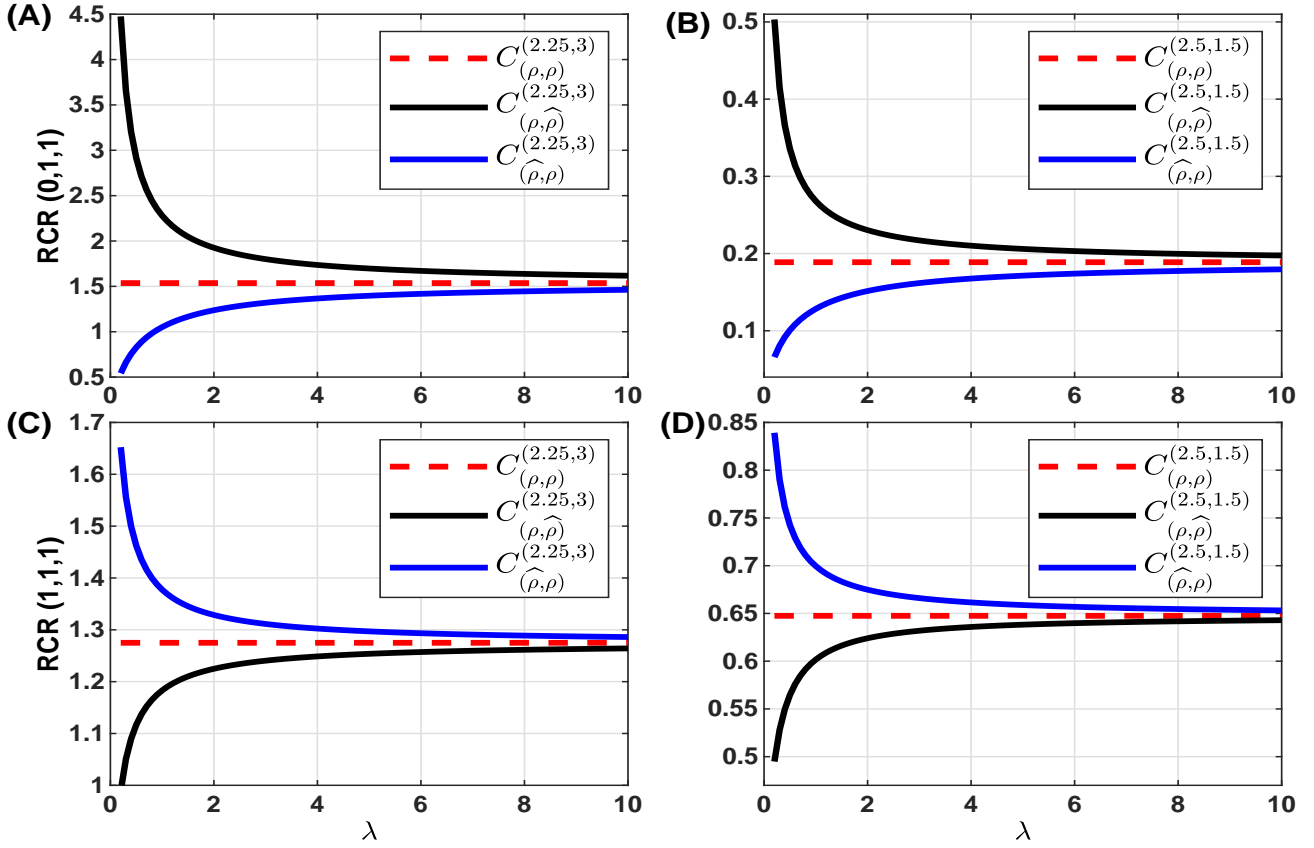 (A)
4.5
4
3.5
3
2.5
2
1.5
1
0.5
0 2 4 6 8 10
RCR (0,1,1)
C^{(2.25,3)}_{(ρ,ρ)}
C^{(2.25,3)}_{(ρ,\widehat{ρ})}
C^{(2.25,3)}_{(\widehat{ρ},ρ)}
(B)
0.5
0.4
0.3
0.2
0.1
0 2 4 6 8 10
C^{(2.5,1.5)}_{(ρ,ρ)}
C^{(2.5,1.5)}_{(ρ,\widehat{ρ})}
C^{(2.5,1.5)}_{(\widehat{ρ},ρ)}
(C)
1.7
1.6
1.5
1.4
1.3
1.2
1.1
1
0 2 4 6 8 10
RCR (1,1,1)
λ
C^{(2.25,3)}_{(ρ,ρ)}
C^{(2.25,3)}_{(ρ,\widehat{ρ})}
C^{(2.25,3)}_{(\widehat{ρ},ρ)}
(D)
0.85
0.8
0.75
0.7
0.65
0.6
0.55
0.5
0 2 4 6 8 10
λ
C^{(2.5,1.5)}_{(ρ,ρ)}
C^{(2.5,1.5)}_{(ρ,\widehat{ρ})}
C^{(2.5,1.5)}_{(\widehat{ρ},ρ)}